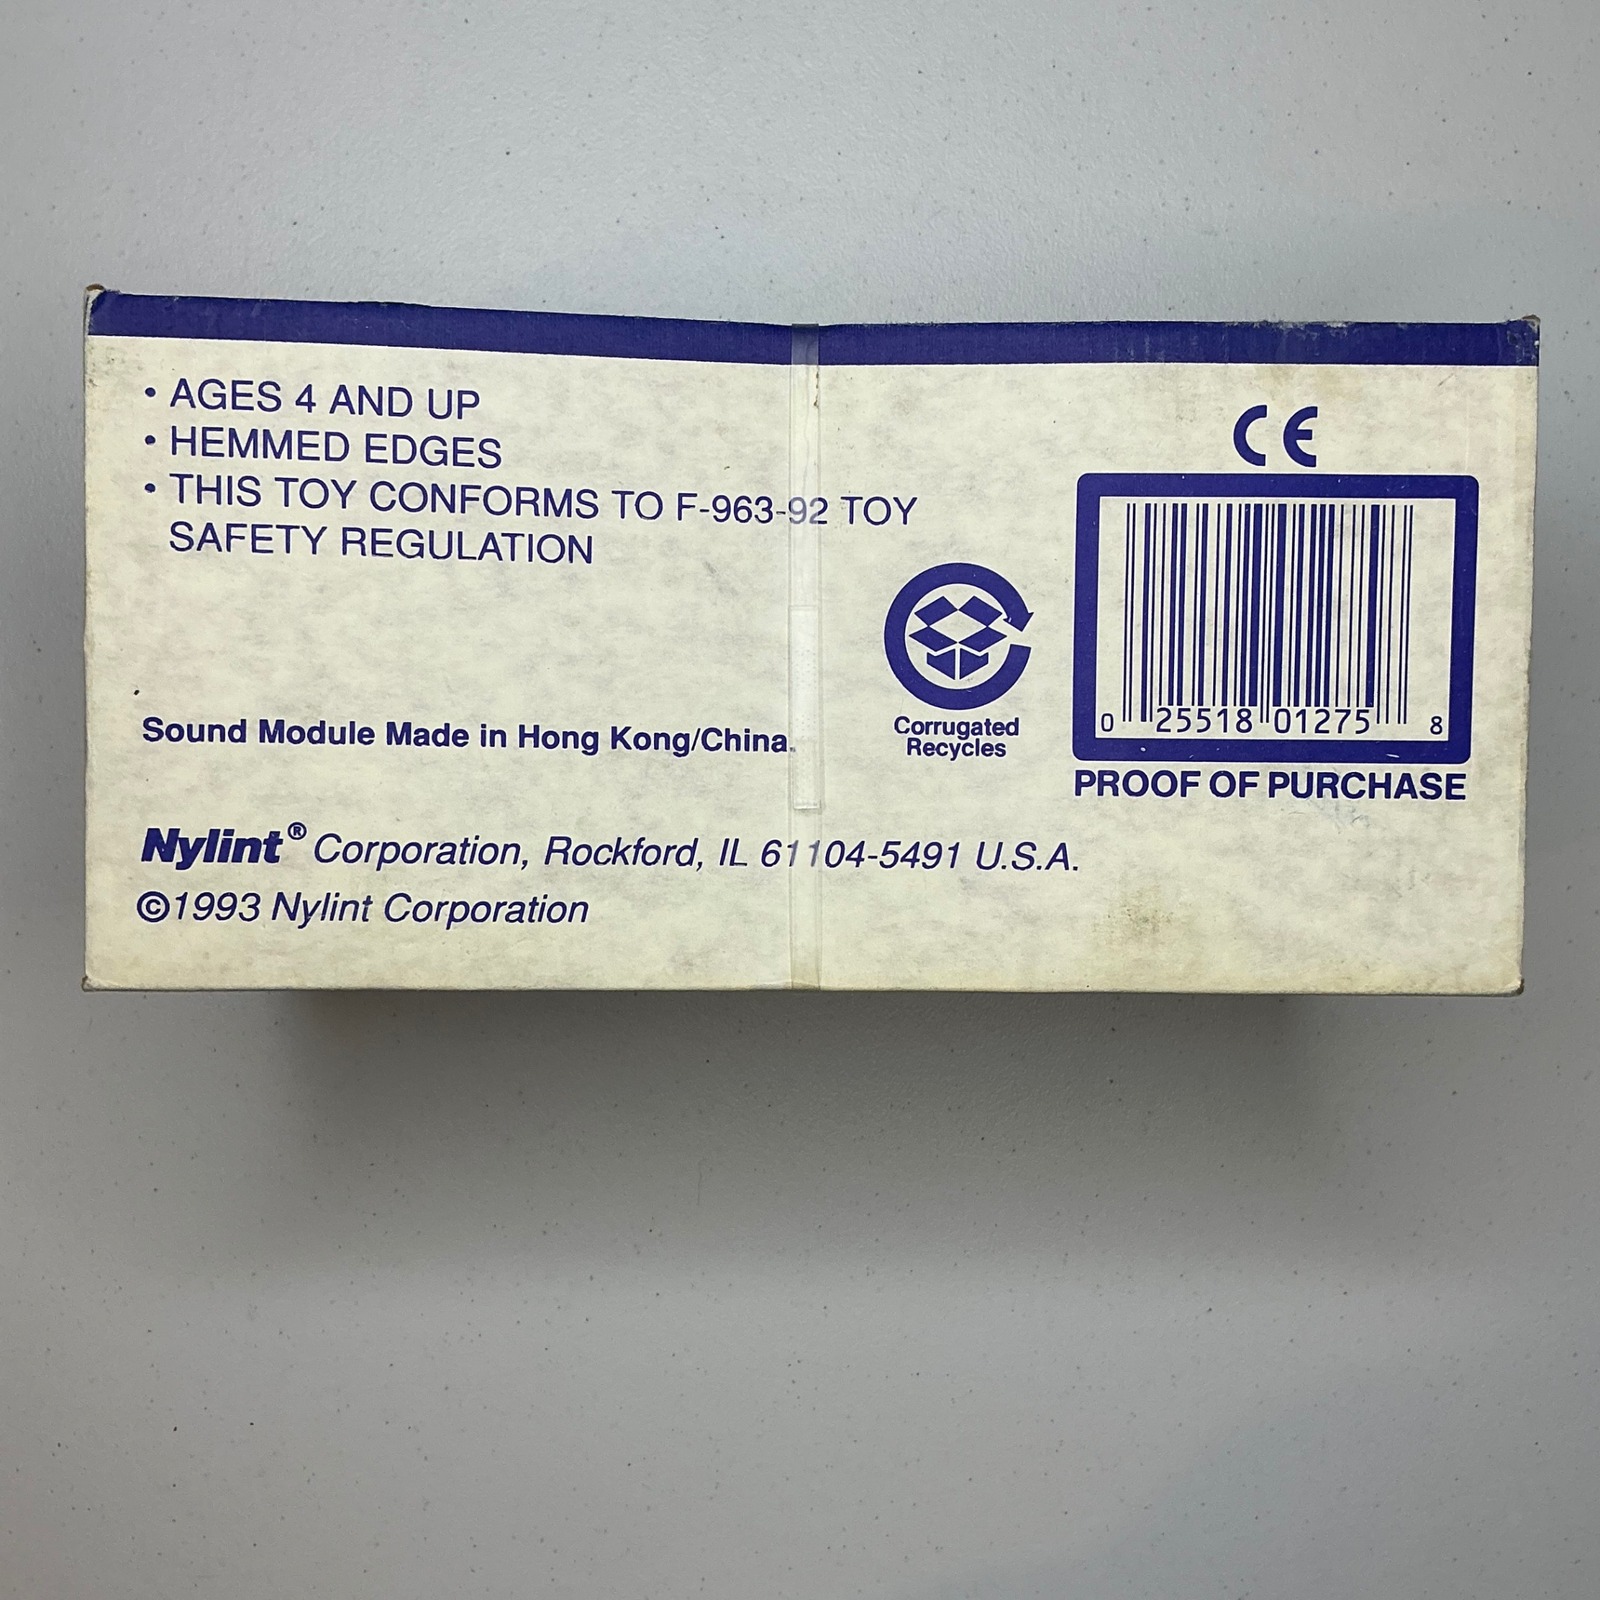 • AGES 4 AND UP
• HEMMED EDGES
• THIS TOY CONFORMS TO F-963-92 TOY
SAFETY REGULATION
Sound Module Made in Hong Kong/China.
Nylint® Corporation, Rockford, IL 61104-5491 U.S.A.
©1993 Nylint Corporation
Corrugated
Recycles
CE
0 25518 01275 8
PROOF OF PURCHASE